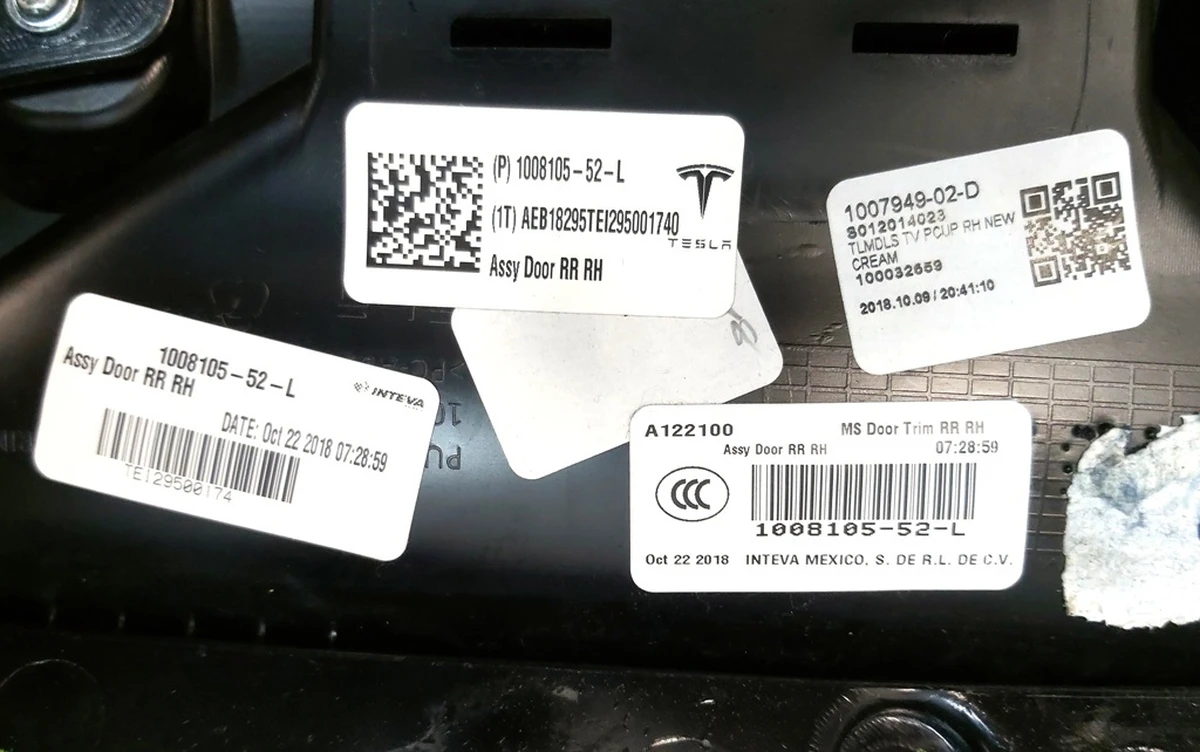 (P) 1008105-52-L
(1T) AEB18295TEI295001740
TESLA
Assy Door RR RH
1007949-02-D
8012014023
TLMDLS TV PCUP RH NEW
CREAM
100032659
2018.10.09 / 20:41:10
1008105-52-L
Assy Door RR RH
INTEVA
DATE: Oct 22 2018 07:28:59
TEI29500174
A122100 MS Door Trim RR RH
Assy Door RR RH 07:28:59
CCC
1008105-52-L
Oct 22 2018 INTEVA MEXICO. S. DE R.L. DE C.V.